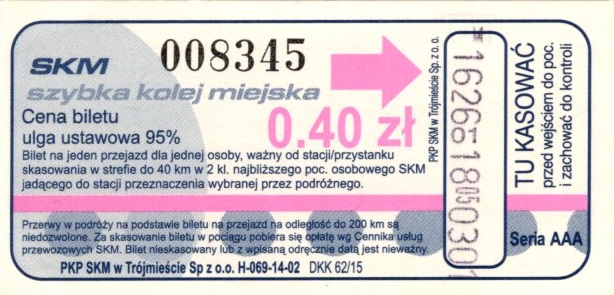 SKM
008345
szybka kolej miejska
Cena biletu
ulga ustawowa 95%
0.40 zł
Bilet na jeden przejazd dla jednej osoby, ważny od stacji/przystanku
skasowania w strefie do 40 km w 2 kl. najbliższego poc. osobowego SKM
jadącego do stacji przeznaczenia wybranej przez podróżnego.
Przerwy w podróży na podstawie biletu na przejazd na odległość do 200 km są
niedozwolone. Za skasowanie biletu w pociągu pobiera się opłatę wg Cennika usług
przewozowych SKM. Bilet nieskasowany lub z wpisaną odręcznie datą jest nieważny.
PKP SKM w Trójmieście Sp z o.o. H-069-14-02 DKK 62/15
PKP SKM w Trójmieście Sp. z o. o.
TU KASOWAĆ
przed wejściem do poc.
i zachować do kontroli
Seria AAA